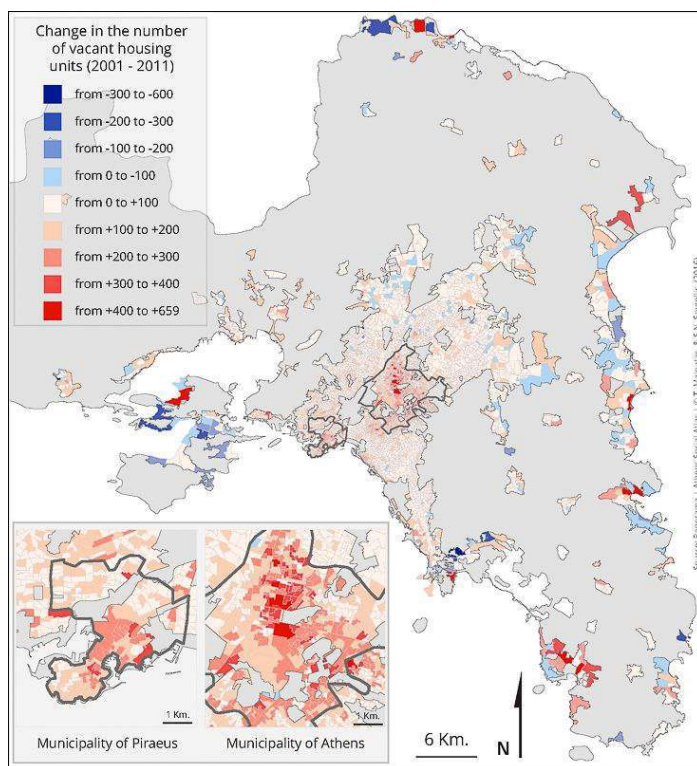 Change in the number
of vacant housing
units (2001 - 2011)
from -300 to -600
from -200 to -300
from -100 to -200
from 0 to -100
from 0 to +100
from +100 to +200
from +200 to +300
from +300 to +400
from +400 to +659
1 Km.
1 Km.
Municipality of Piraeus
Municipality of Athens
6 Km.
N